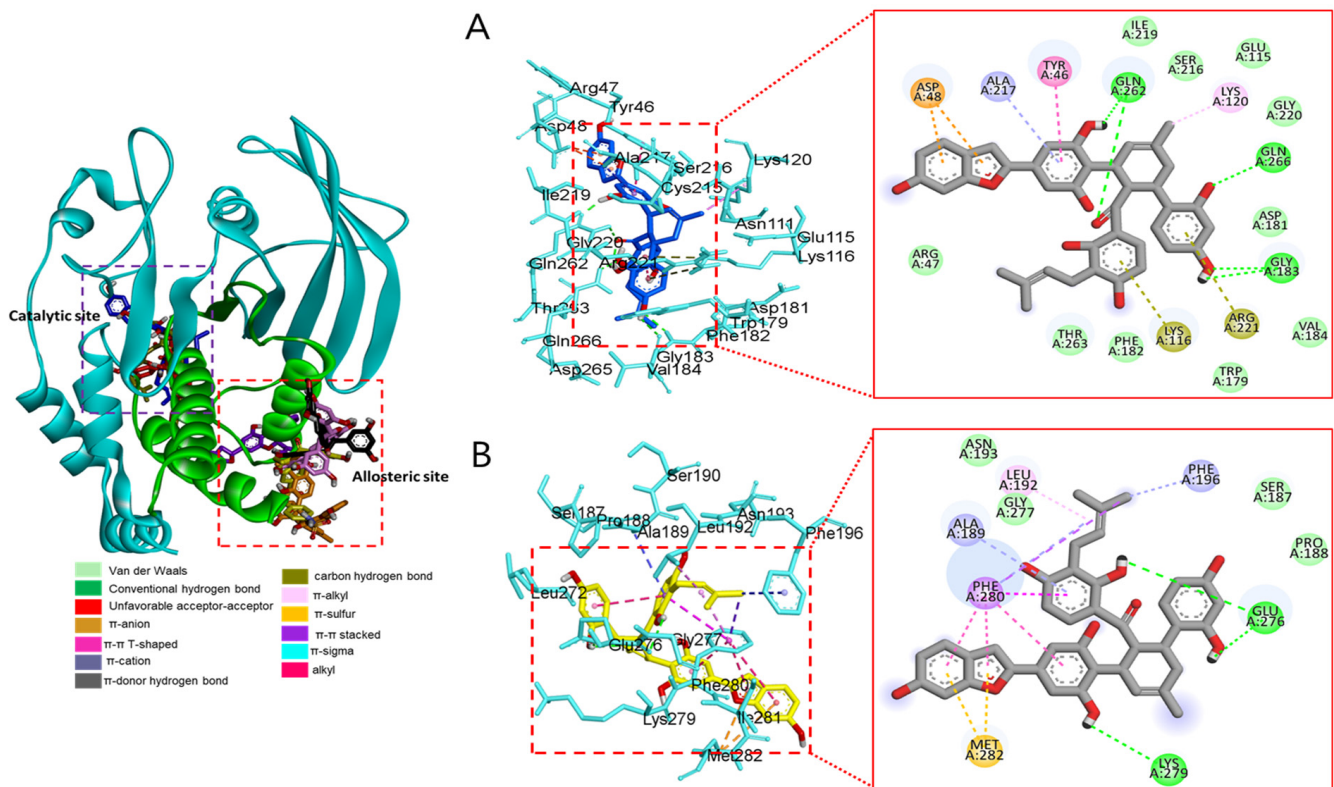 Catalytic site
Allosteric site
Van der Waals
Conventional hydrogen bond
Unfavorable acceptor-acceptor
π-anion
π-π T-shaped
π-cation
π-donor hydrogen bond
carbon hydrogen bond
π-alkyl
π-sulfur
π-π stacked
π-sigma
alkyl
A
Arg47
Tyr46
Asp48
Ala217
Ser216
Lys120
Cys215
Ile219
Asn111
Gly220
Glu115
Arg221
Lys116
Gln262
Asp181
Trp179
Phe182
Gln266
Gly183
Asp265
Val184
ILE
A:219
GLU
A:115
SER
A:216
TYR
A:46
ALA
A:217
GLN
A:262
ASP
A:48
LYS
A:120
GLY
A:220
GLN
A:266
ASP
A:181
ARG
A:47
GLY
A:183
ARG
A:221
THR
A:263
PHE
A:182
LYS
A:116
VAL
A:184
TRP
A:179
B
Ser190
Ser187
Pro188
Ala189
Leu192
Asn193
Phe196
Leu272
Glu276
Gly277
Phe280
Lys279
Ile281
Met282
ASN
A:193
LEU
A:192
GLY
A:277
PHE
A:196
SER
A:187
ALA
A:189
PRO
A:188
PHE
A:280
GLU
A:276
MET
A:282
LYS
A:279